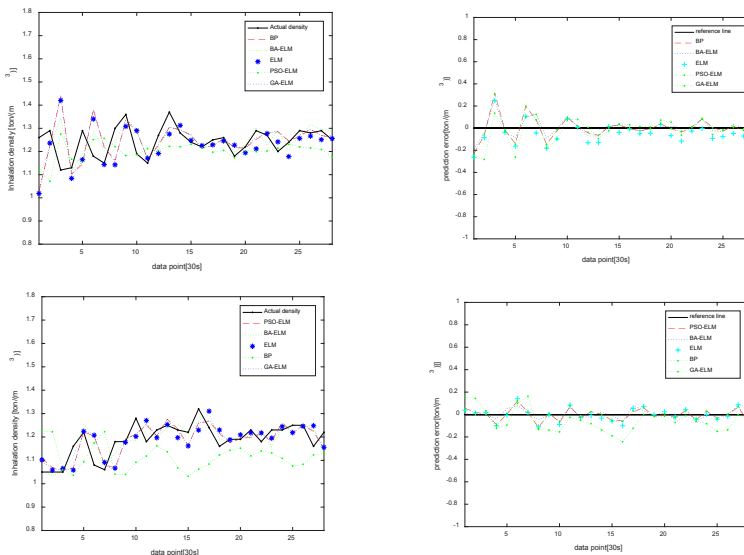 1.8
1.7
1.6
1.5
1.4
1.3
1.2
1.1
1
0.9
0.8
5
10
15
20
25
data point[30s]
Inhalation density [ton/(m
3
)]
Actual density
BP
BA-ELM
ELM
PSO-ELM
GA-ELM
1
0.8
0.6
0.4
0.2
0
-0.2
-0.4
-0.6
-0.8
-1
5
10
15
20
25
data point[30s]
prediction error[ton/(m
3
)]
reference line
BP
BA-ELM
ELM
PSO-ELM
GA-ELM
1.8
1.7
1.6
1.5
1.4
1.3
1.2
1.1
1
0.9
0.8
5
10
15
20
25
data point[30s]
Inhalation density [ton/(m
3
)]
Actual density
PSO-ELM
BA-ELM
ELM
BP
GA-ELM
1
0.8
0.6
0.4
0.2
0
-0.2
-0.4
-0.6
-0.8
-1
5
10
15
20
25
data point[30s]
prediction error[ton/(m
3
)]
reference line
PSO-ELM
BA-ELM
ELM
BP
GA-ELM